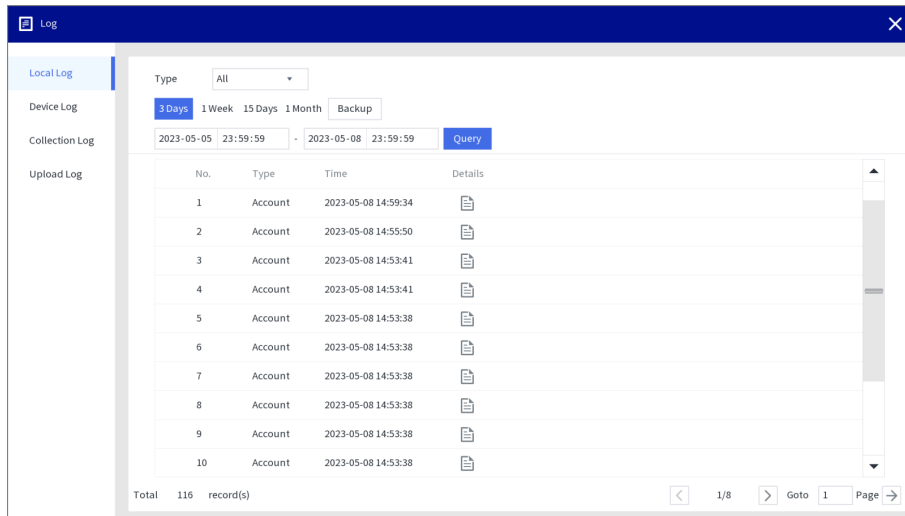 Log
Local Log
Device Log
Collection Log
Upload Log
Type All
3 Days 1 Week 15 Days 1 Month Backup
2023-05-05 23:59:59 - 2023-05-08 23:59:59 Query
No. Type Time Details
1 Account 2023-05-08 14:59:34
2 Account 2023-05-08 14:55:50
3 Account 2023-05-08 14:53:41
4 Account 2023-05-08 14:53:41
5 Account 2023-05-08 14:53:38
6 Account 2023-05-08 14:53:38
7 Account 2023-05-08 14:53:38
8 Account 2023-05-08 14:53:38
9 Account 2023-05-08 14:53:38
10 Account 2023-05-08 14:53:38
Total 116 record(s) 1/8 Goto 1 Page